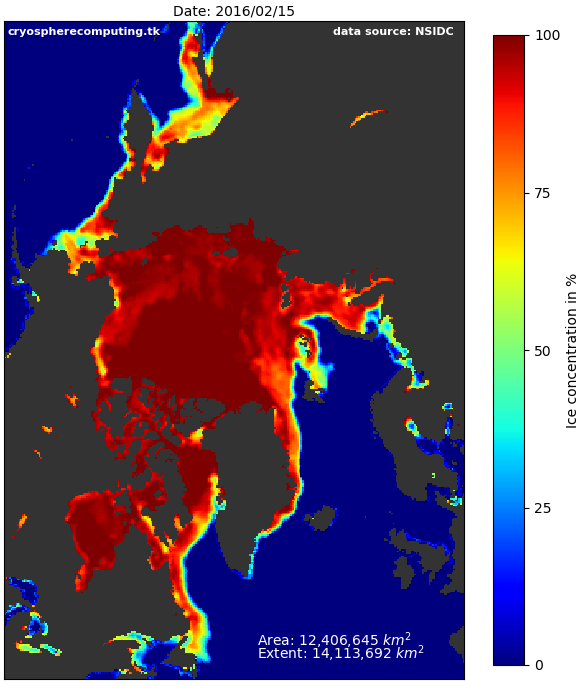 Date: 2016/02/15
cryospherecomputing.tk
data source: NSIDC
100
75
50
25
0
Ice concentration in %
Area: 12,406,645 km²
Extent: 14,113,692 km²